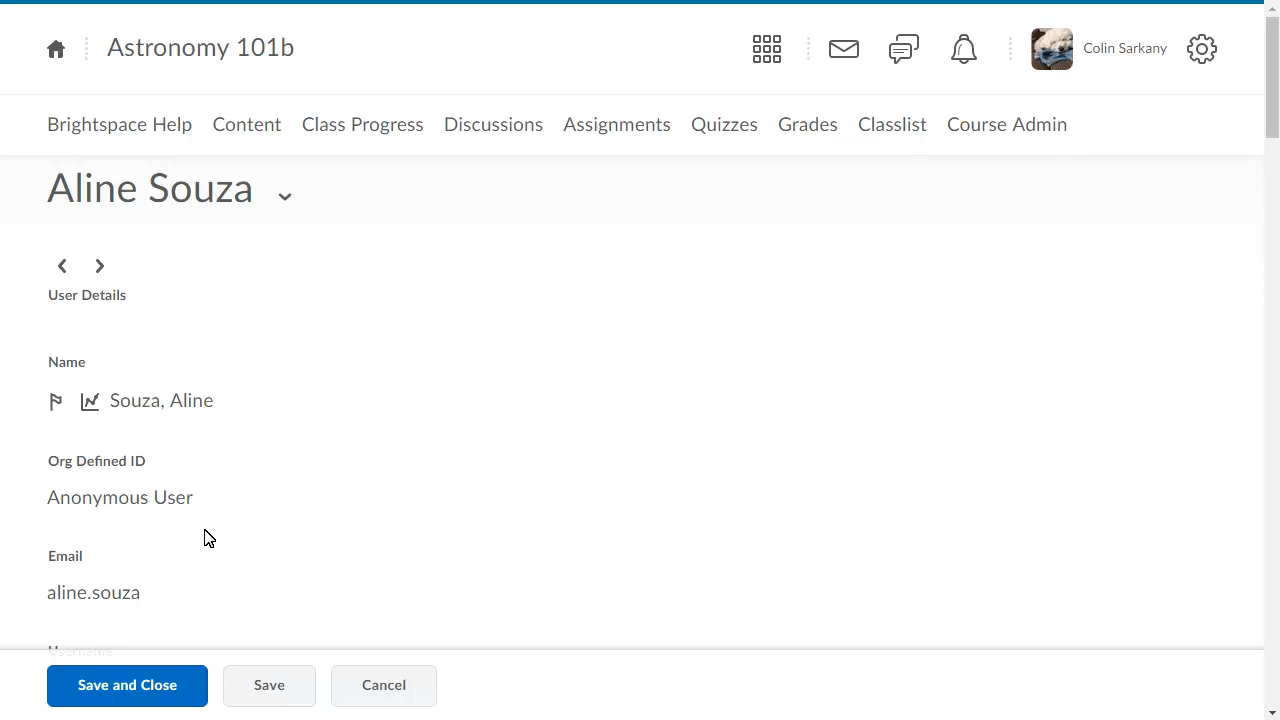 Astronomy 101b
Colin Sarkany
Brightspace Help Content Class Progress Discussions Assignments Quizzes Grades Classlist Course Admin
Aline Souza
User Details
Name
Souza, Aline
Org Defined ID
Anonymous User
Email
aline.souza
Username
Save and Close Save Cancel